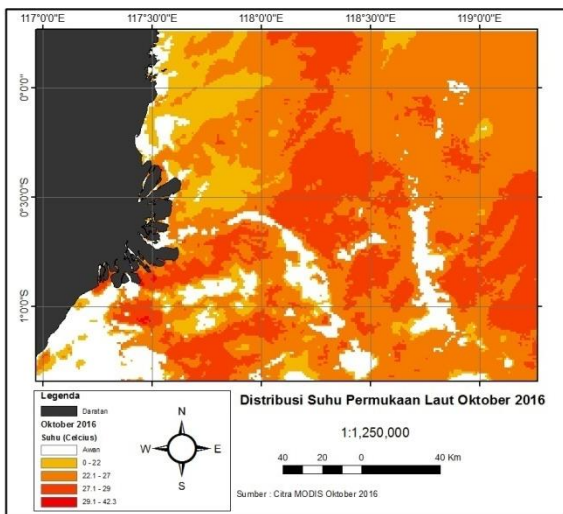 117°0'0"E 117°30'0"E 118°0'0"E 118°30'0"E 119°0'0"E
0°0'0"
0°30'0"S
1°0'0"S
Legenda
Daratan
Oktober 2016
Suhu (Celcius)
Awan
0 - 22
22.1 - 27
27.1 - 29
29.1 - 42.3
N
W E
S
Distribusi Suhu Permukaan Laut Oktober 2016
1:1,250,000
40 20 0 40 Km
Sumber : Citra MODIS Oktober 2016